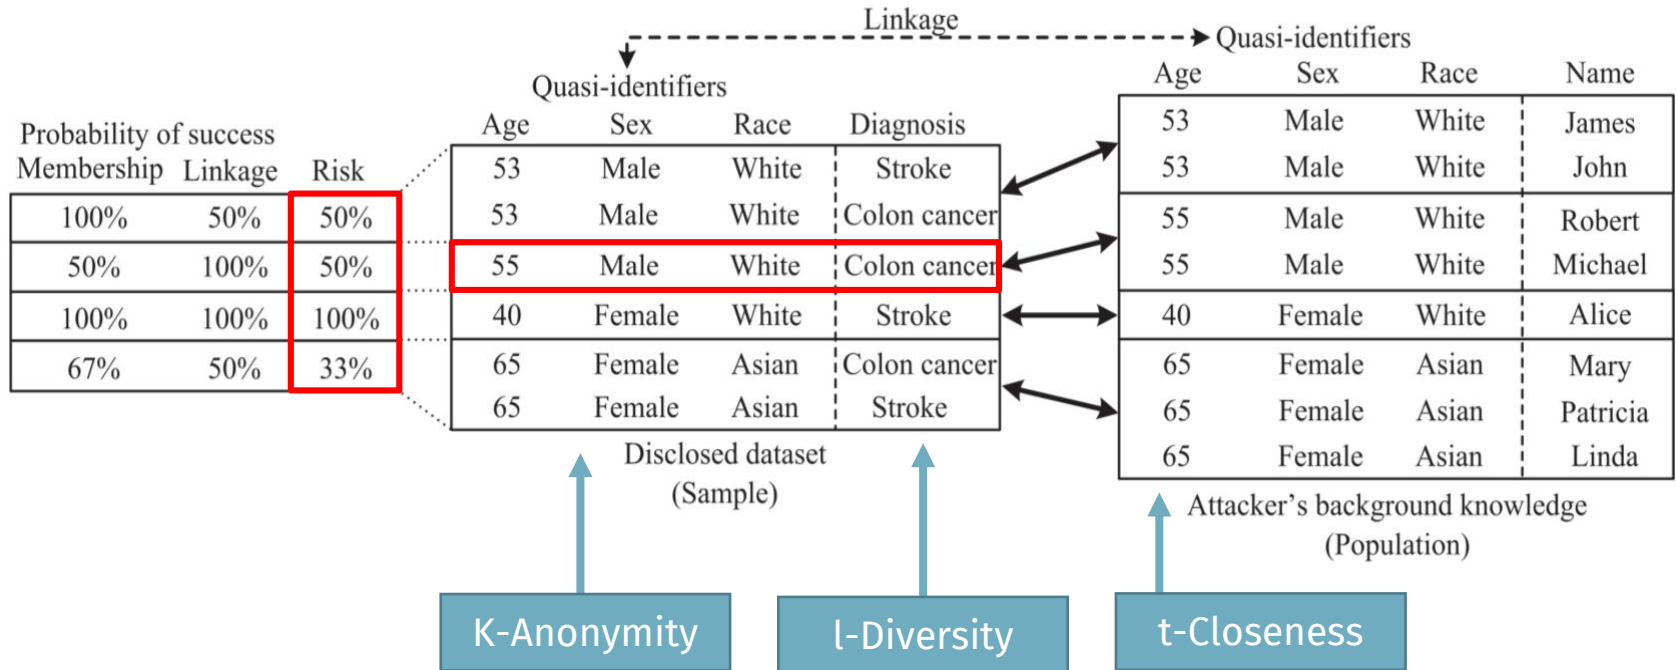 Linkage
Quasi-identifiers
Quasi-identifiers
Probability of success
Membership Linkage Risk
100% 50% 50%
50% 100% 50%
100% 100% 100%
67% 50% 33%
Age Sex Race Diagnosis
53 Male White Stroke
53 Male White Colon cancer
55 Male White Colon cancer
40 Female White Stroke
65 Female Asian Colon cancer
65 Female Asian Stroke
Disclosed dataset
(Sample)
Age Sex Race Name
53 Male White James
53 Male White John
55 Male White Robert
55 Male White Michael
40 Female White Alice
65 Female Asian Mary
65 Female Asian Patricia
65 Female Asian Linda
Attacker's background knowledge
(Population)
K-Anonymity
l-Diversity
t-Closeness